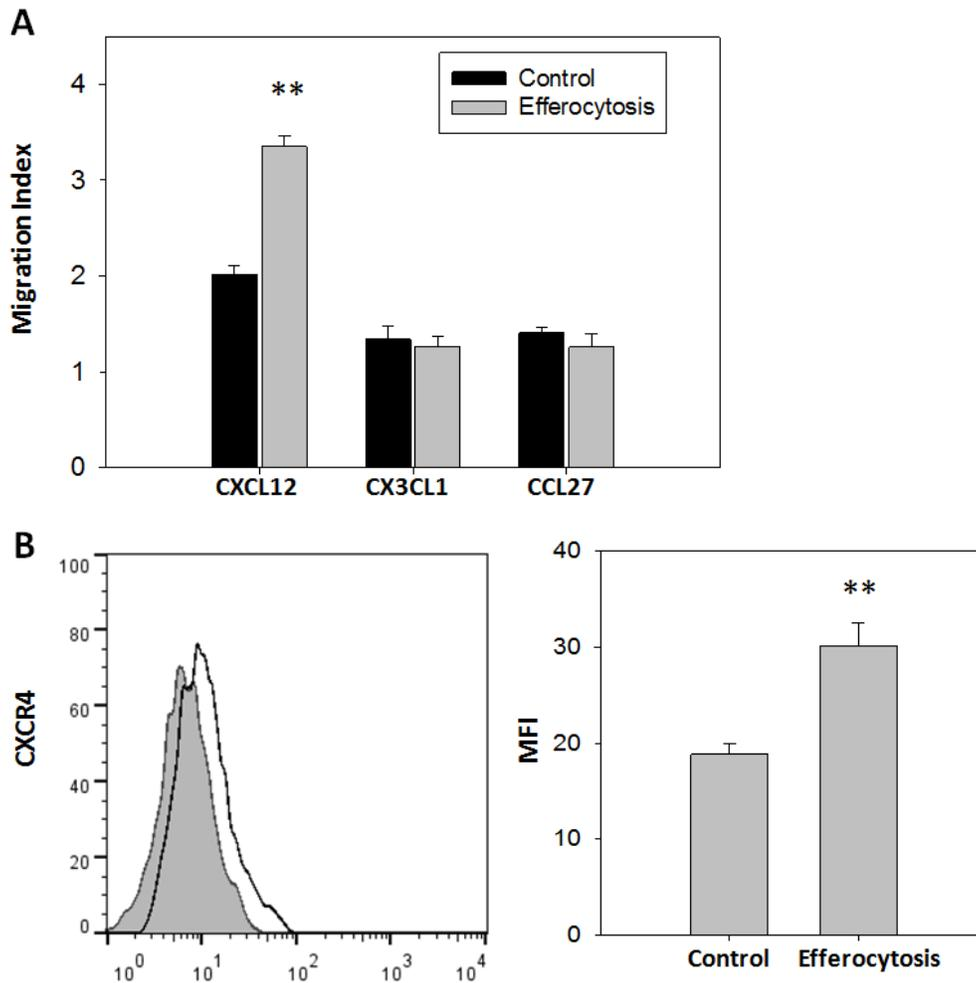 A
Migration Index
4
3
2
1
0
**
Control
Efferocytosis
CXCL12 CX3CL1 CCL27
B
CXCR4
100
80
60
40
20
0
10^0 10^1 10^2 10^3 10^4
MFI
40
30
20
10
0
**
Control Efferocytosis